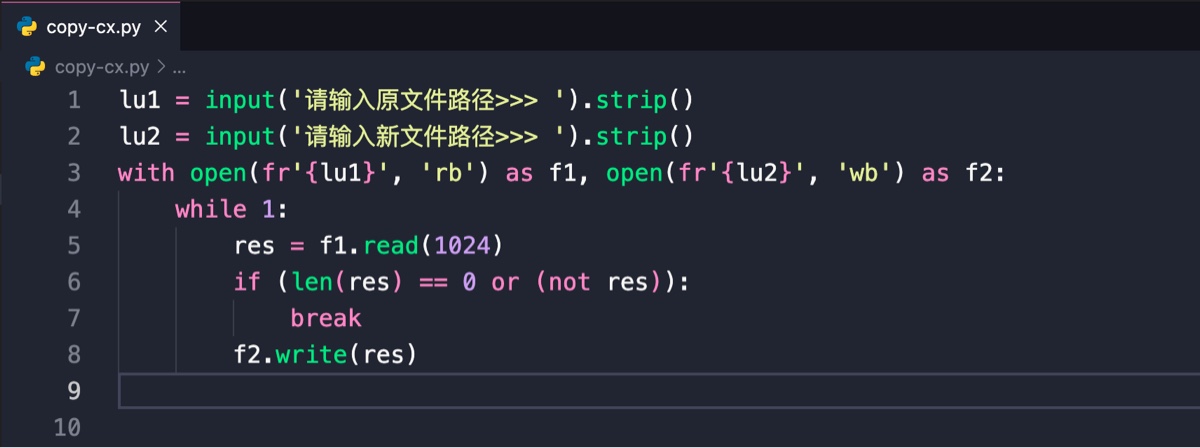 copy-cx.py ×
copy-cx.py > ...
1 lu1 = input('请输入原文件路径>>> ').strip()
2 lu2 = input('请输入新文件路径>>> ').strip()
3 with open(fr'{lu1}', 'rb') as f1, open(fr'{lu2}', 'wb') as f2:
4     while 1:
5         res = f1.read(1024)
6         if (len(res) == 0 or (not res)):
7             break
8         f2.write(res)
9
10